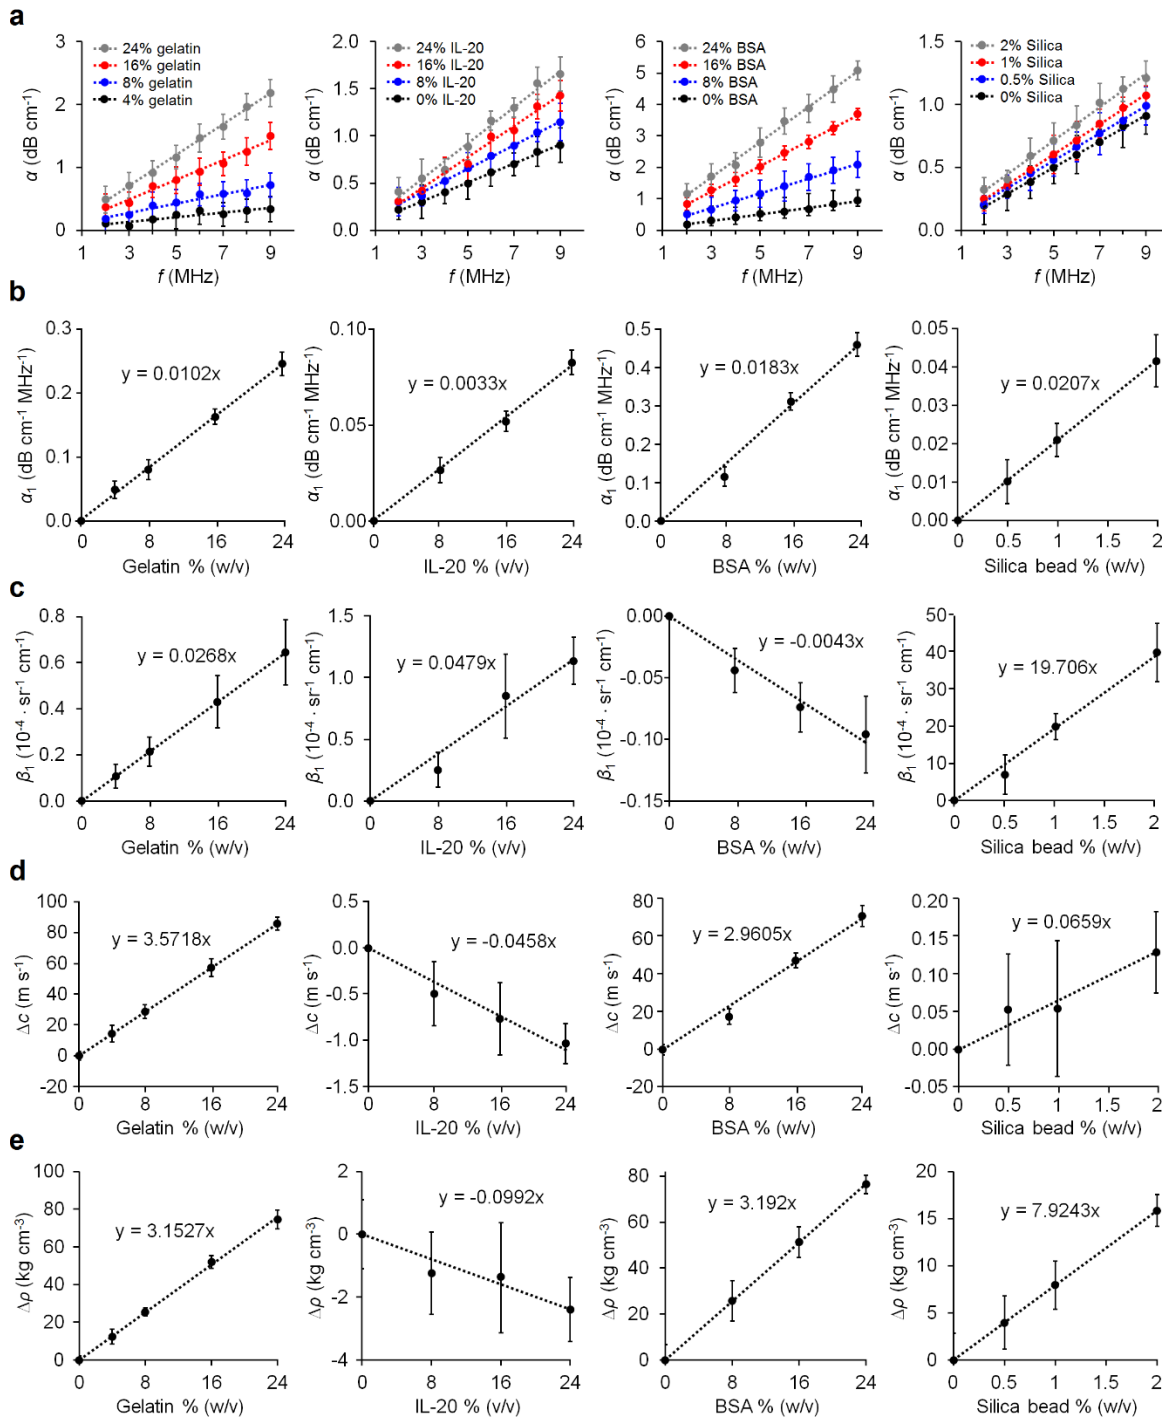 a
α (dB cm⁻¹)
3
2
1
0
24% gelatin
16% gelatin
8% gelatin
4% gelatin
1 3 5 7 9
f (MHz)
α (dB cm⁻¹)
2.0
1.5
1.0
0.5
0
24% IL-20
16% IL-20
8% IL-20
0% IL-20
1 3 5 7 9
f (MHz)
α (dB cm⁻¹)
6
5
4
3
2
1
0
24% BSA
16% BSA
8% BSA
0% BSA
1 3 5 7 9
f (MHz)
α (dB cm⁻¹)
1.5
1.0
0.5
0.0
2% Silica
1% Silica
0.5% Silica
0% Silica
1 3 5 7 9
f (MHz)
b
α₁ (dB cm⁻¹ MHz⁻¹)
0.3
0.2
0.1
0.0
y = 0.0102x
0 8 16 24
Gelatin % (w/v)
α₁ (dB cm⁻¹ MHz⁻¹)
0.10
0.05
0.00
y = 0.0033x
0 8 16 24
IL-20 % (v/v)
α₁ (dB cm⁻¹ MHz⁻¹)
0.5
0.4
0.3
0.2
0.1
0.0
y = 0.0183x
0 8 16 24
BSA % (w/v)
α₁ (dB cm⁻¹ MHz⁻¹)
0.05
0.04
0.03
0.02
0.01
0.00
y = 0.0207x
0 0.5 1 1.5 2
Silica bead % (w/v)
c
β₁ (10⁻⁴ · sr⁻¹ cm⁻¹)
0.8
0.6
0.4
0.2
0.0
y = 0.0268x
0 8 16 24
Gelatin % (w/v)
β₁ (10⁻⁴ · sr⁻¹ cm⁻¹)
1.5
1.0
0.5
0.0
y = 0.0479x
0 8 16 24
IL-20 % (v/v)
β₁ (10⁻⁴ · sr⁻¹ cm⁻¹)
0.00
-0.05
-0.10
-0.15
y = -0.0043x
0 8 16 24
BSA % (w/v)
β₁ (10⁻⁴ · sr⁻¹ cm⁻¹)
50
40
30
20
10
0
y = 19.706x
0 0.5 1 1.5 2
Silica bead % (w/v)
d
Δc (m s⁻¹)
100
80
60
40
20
0
-20
y = 3.5718x
0 8 16 24
Gelatin % (w/v)
Δc (m s⁻¹)
0.5
0.0
-0.5
-1.0
-1.5
y = -0.0458x
0 8 16 24
IL-20 % (v/v)
Δc (m s⁻¹)
80
60
40
20
0
-20
y = 2.9605x
0 8 16 24
BSA % (w/v)
Δc (m s⁻¹)
0.20
0.15
0.10
0.05
0.00
-0.05
y = 0.0659x
0 0.5 1 1.5 2
Silica bead % (w/v)
e
Δρ (kg cm⁻³)
100
80
60
40
20
0
y = 3.1527x
0 8 16 24
Gelatin % (w/v)
Δρ (kg cm⁻³)
2
0
-2
-4
y = -0.0992x
0 8 16 24
IL-20 % (v/v)
Δρ (kg cm⁻³)
80
60
40
20
0
y = 3.192x
0 8 16 24
BSA % (w/v)
Δρ (kg cm⁻³)
20
15
10
5
0
y = 7.9243x
0 0.5 1 1.5 2
Silica bead % (w/v)